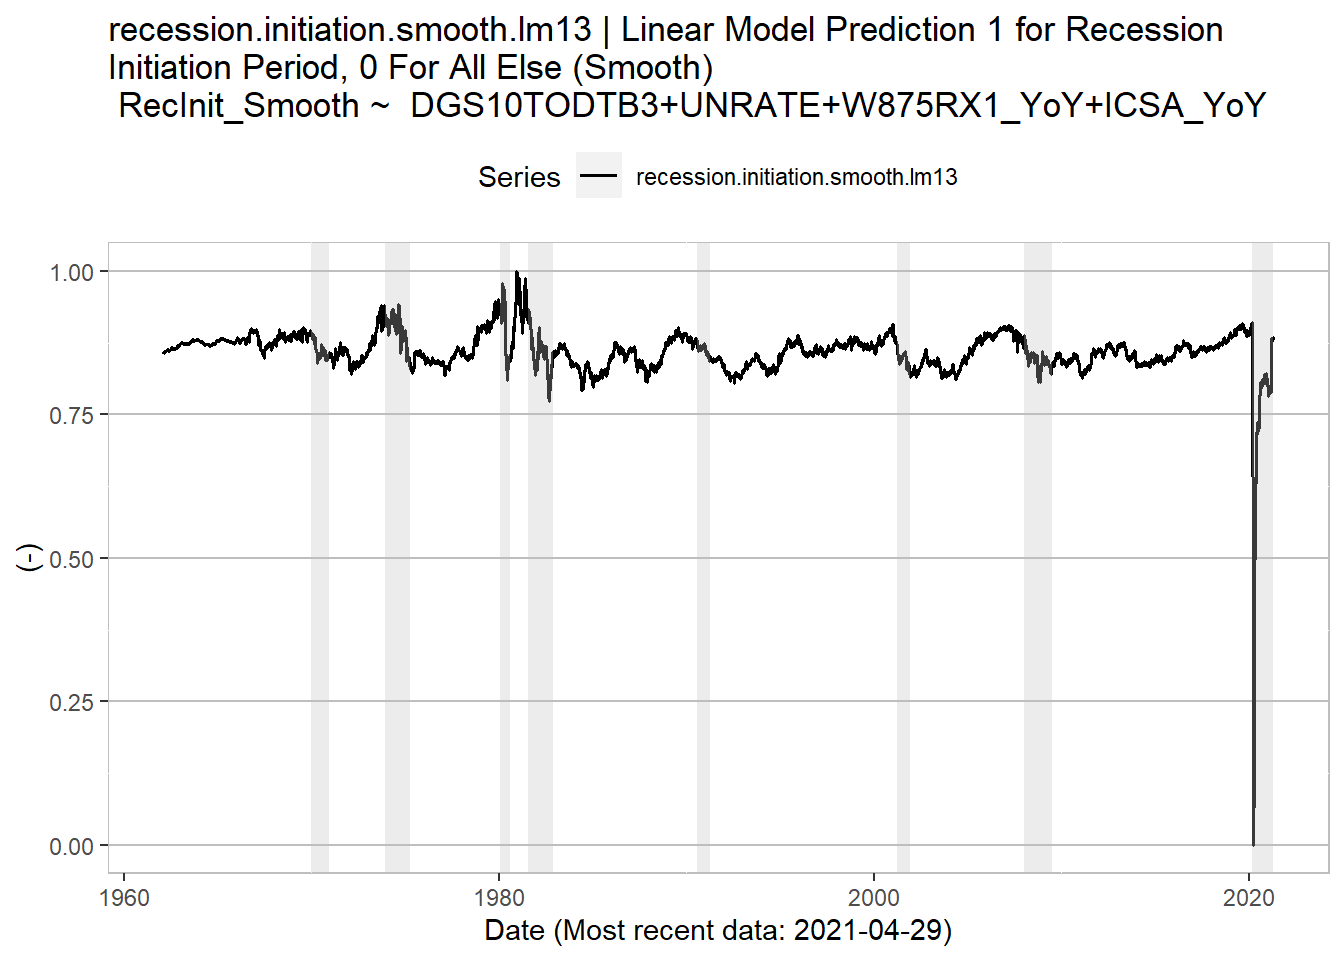 recession.initiation.smooth.lm13 | Linear Model Prediction 1 for Recession
Initiation Period, 0 For All Else (Smooth)
RecInit_Smooth ~ DGS10TODTB3+UNRATE+W875RX1_YoY+ICSA_YoY
Series recession.initiation.smooth.lm13
1.00
0.75
0.50
0.25
0.00
(-)
1960 1980 2000 2020
Date (Most recent data: 2021-04-29)